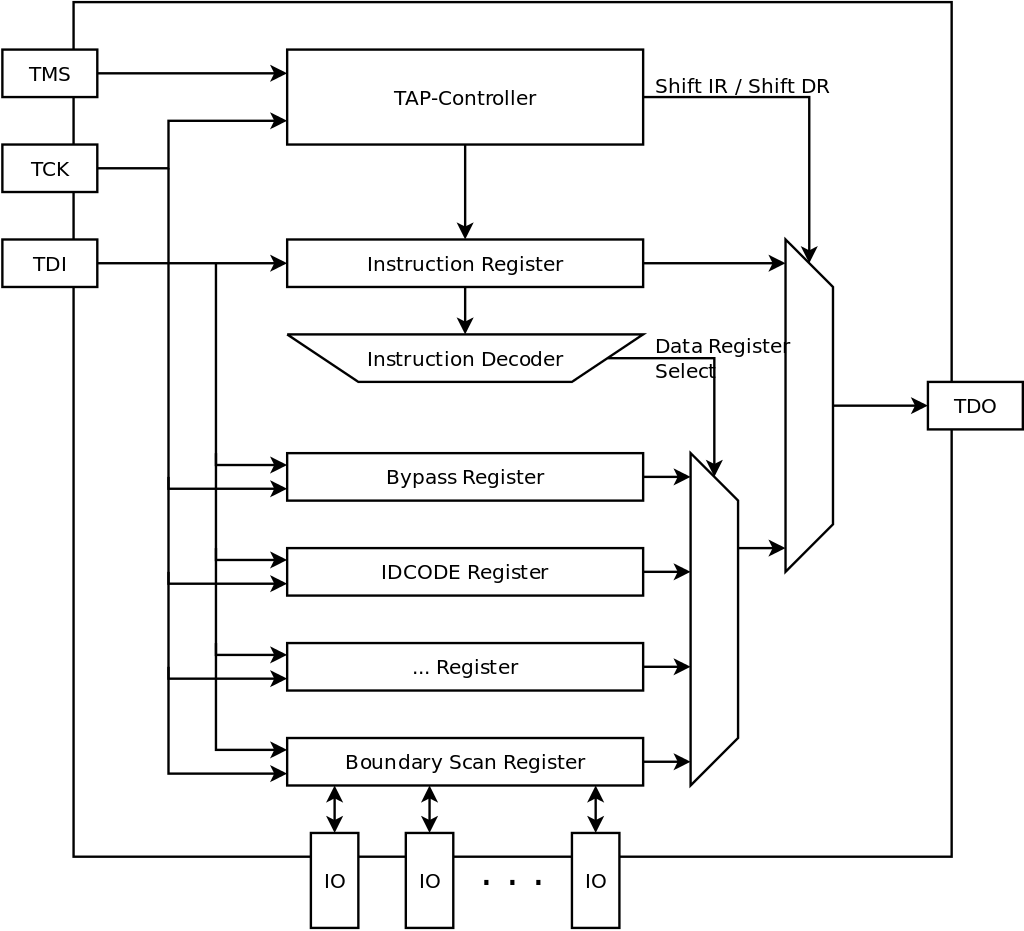 TMS
TAP-Controller
Shift IR / Shift DR
TCK
TDI
Instruction Register
Instruction Decoder
Data Register
Select
TDO
Bypass Register
IDCODE Register
... Register
Boundary Scan Register
IO
IO
. . .
IO